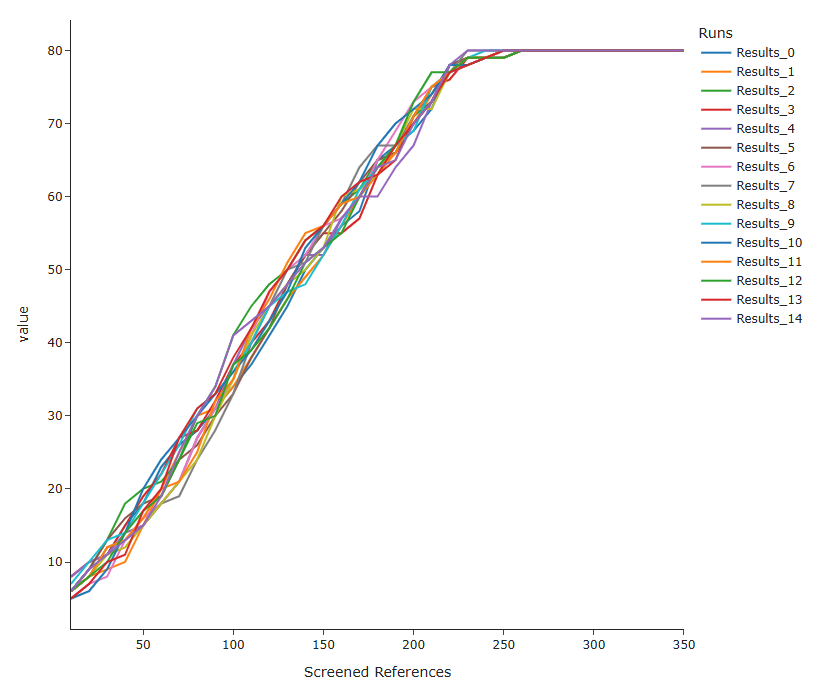 Runs
Results_0
Results_1
Results_2
Results_3
Results_4
Results_5
Results_6
Results_7
Results_8
Results_9
Results_10
Results_11
Results_12
Results_13
Results_14
80
70
60
50
40
30
20
10
value
50
100
150
200
250
300
350
Screened References